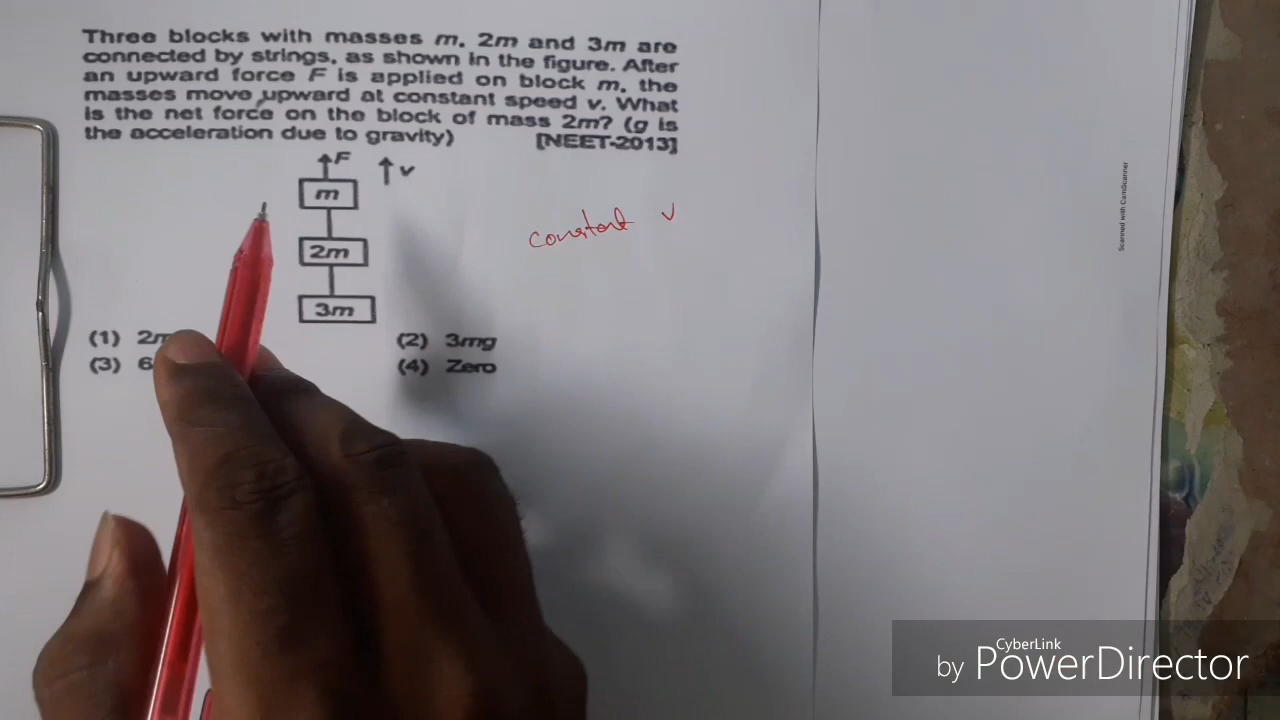 Three blocks with masses m, 2m and 3m are
connected by strings, as shown in the figure. After
an upward force F is applied on block m, the
masses move upward at constant speed v. What
is the net force on the block of mass 2m? (g is
the acceleration due to gravity) [NEET-2013]
F v
m
2m
3m
constant v
(1) (2) 3mg
(3) (4) Zero
Scanned with CamScanner
CyberLink
by PowerDirector